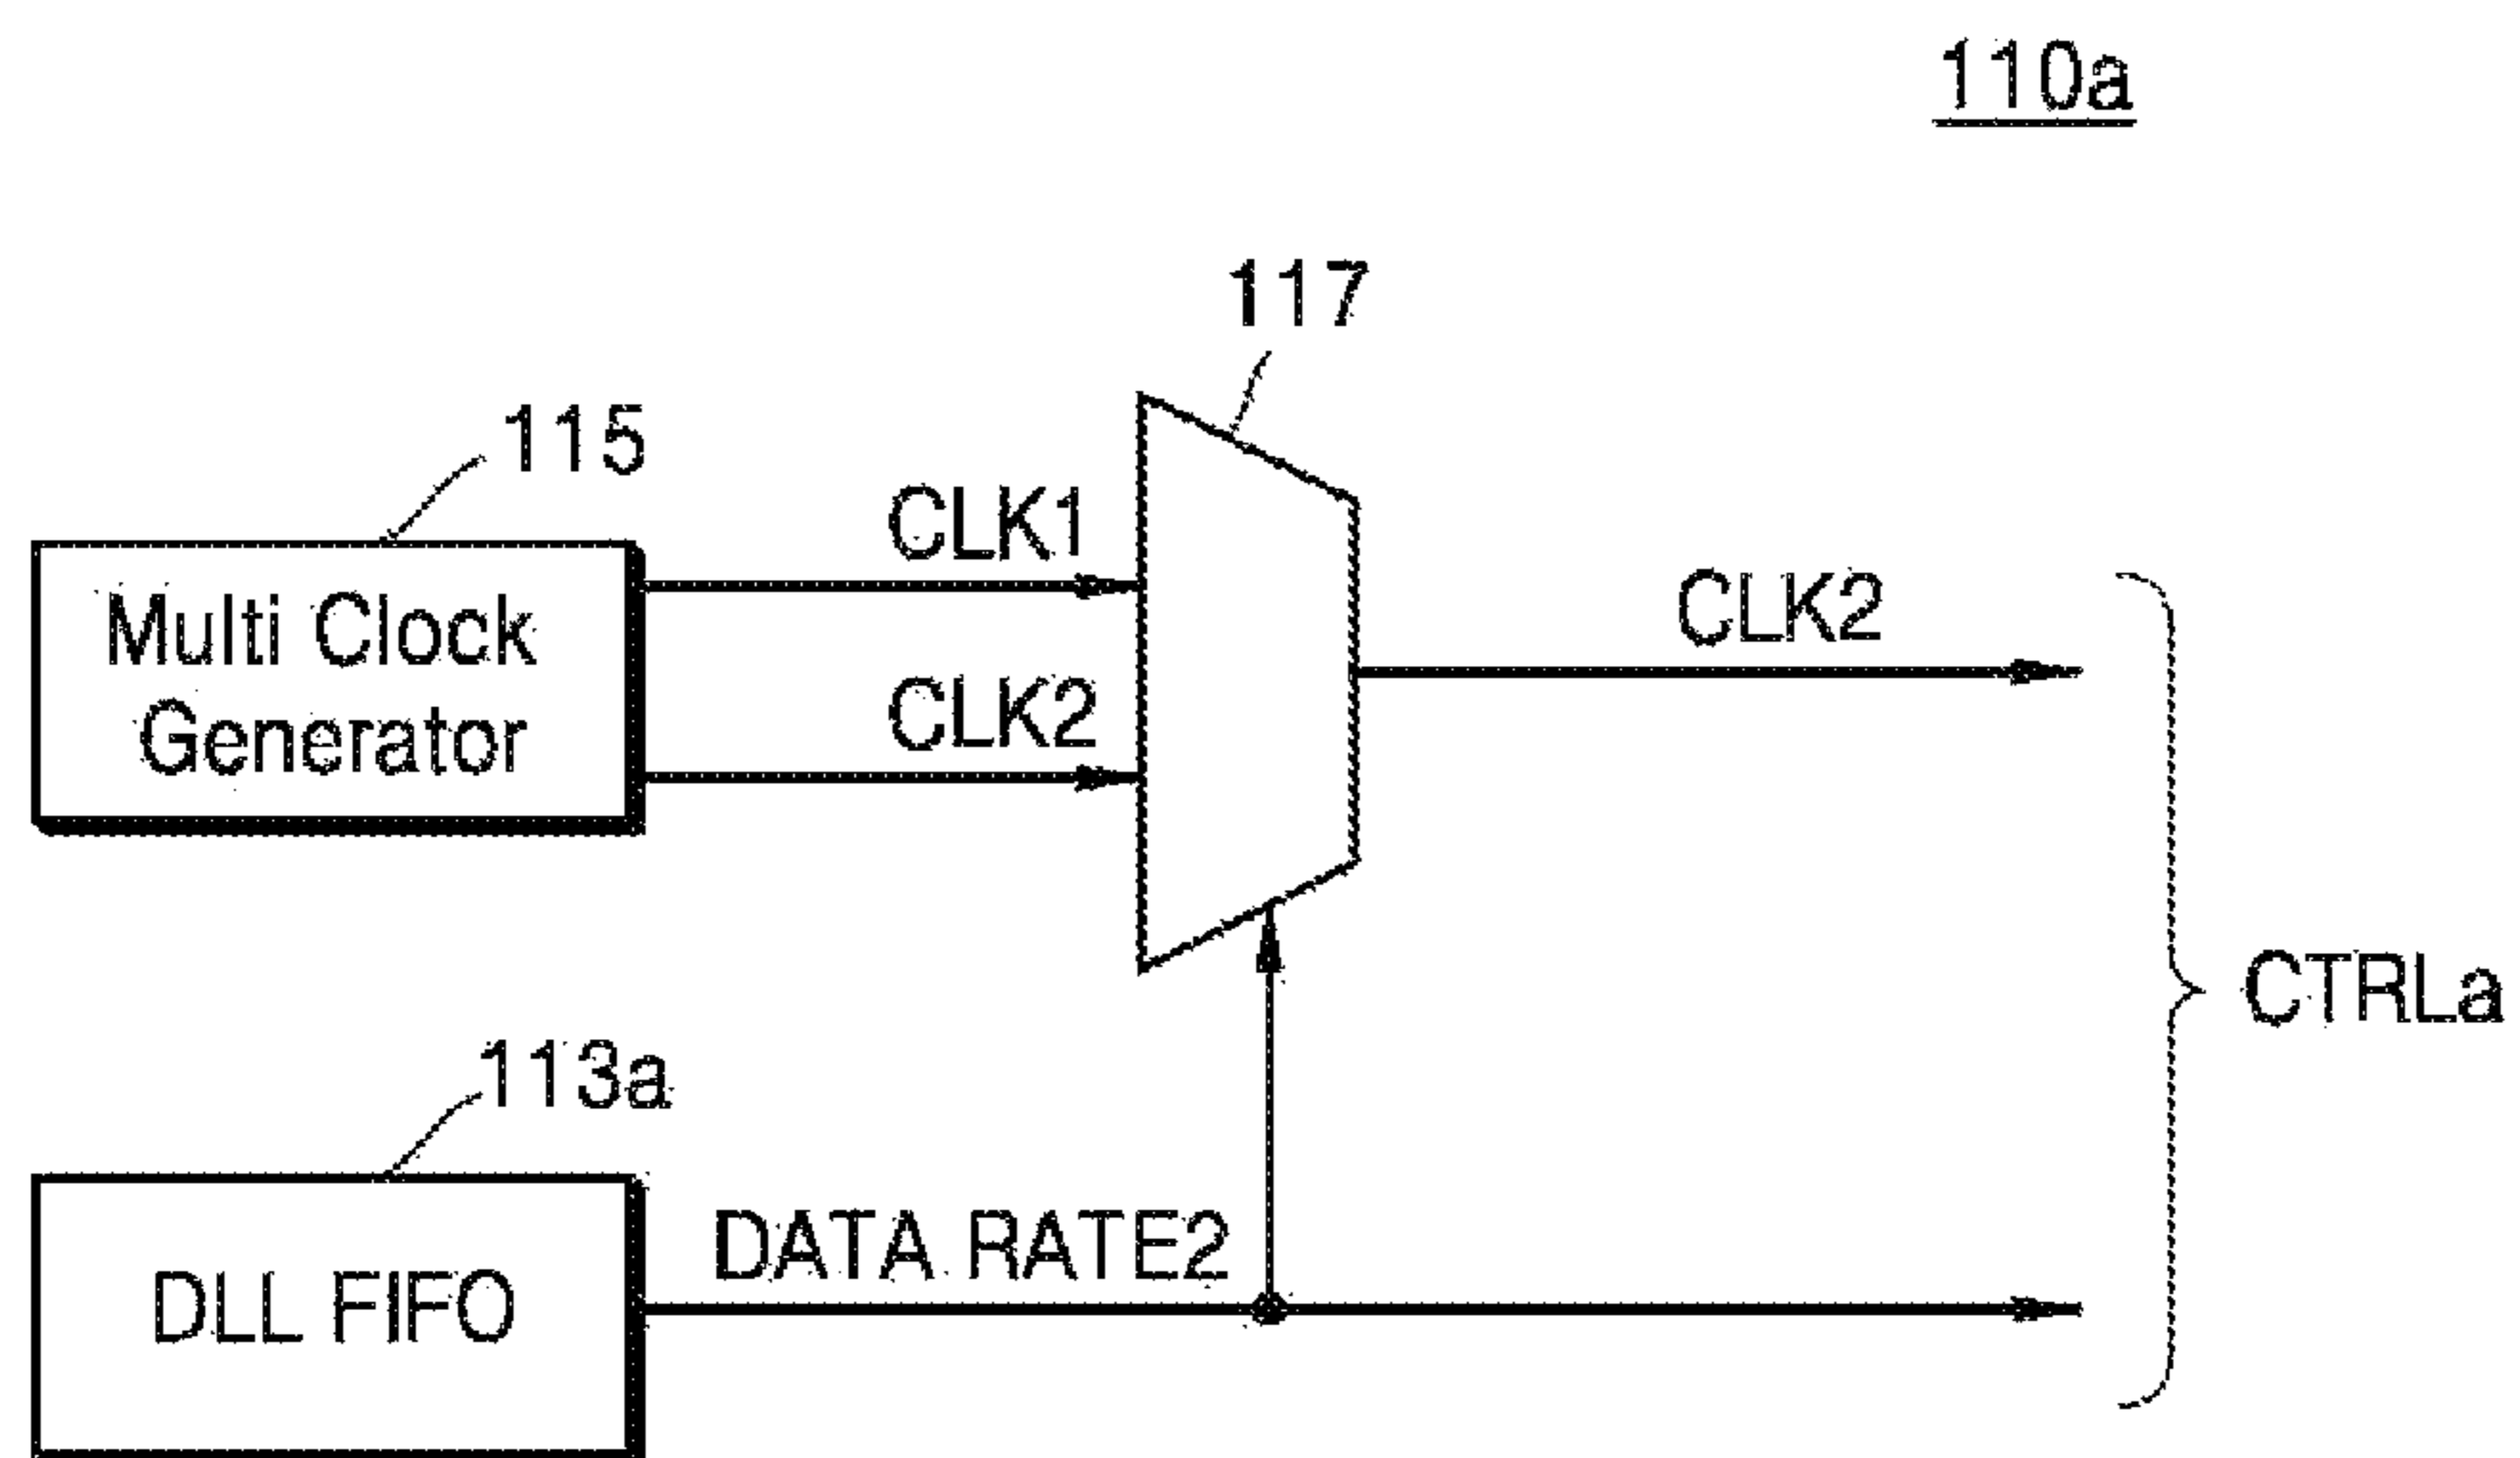 110a
117
115
CLK1
Multi Clock
Generator
CLK2
CLK2
CTRLa
113a
DATA RATE2
DLL FIFO